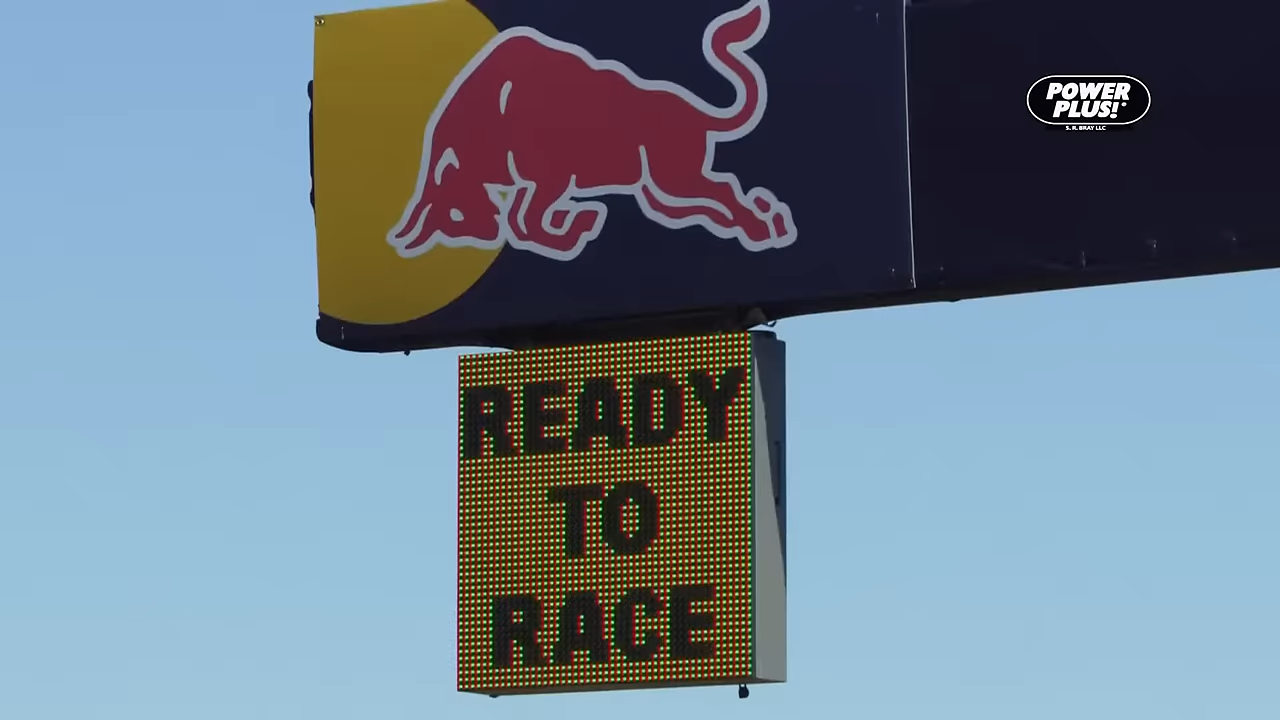 POWER
PLUS!
S. R. BRAY LLC
READY
TO
RACE